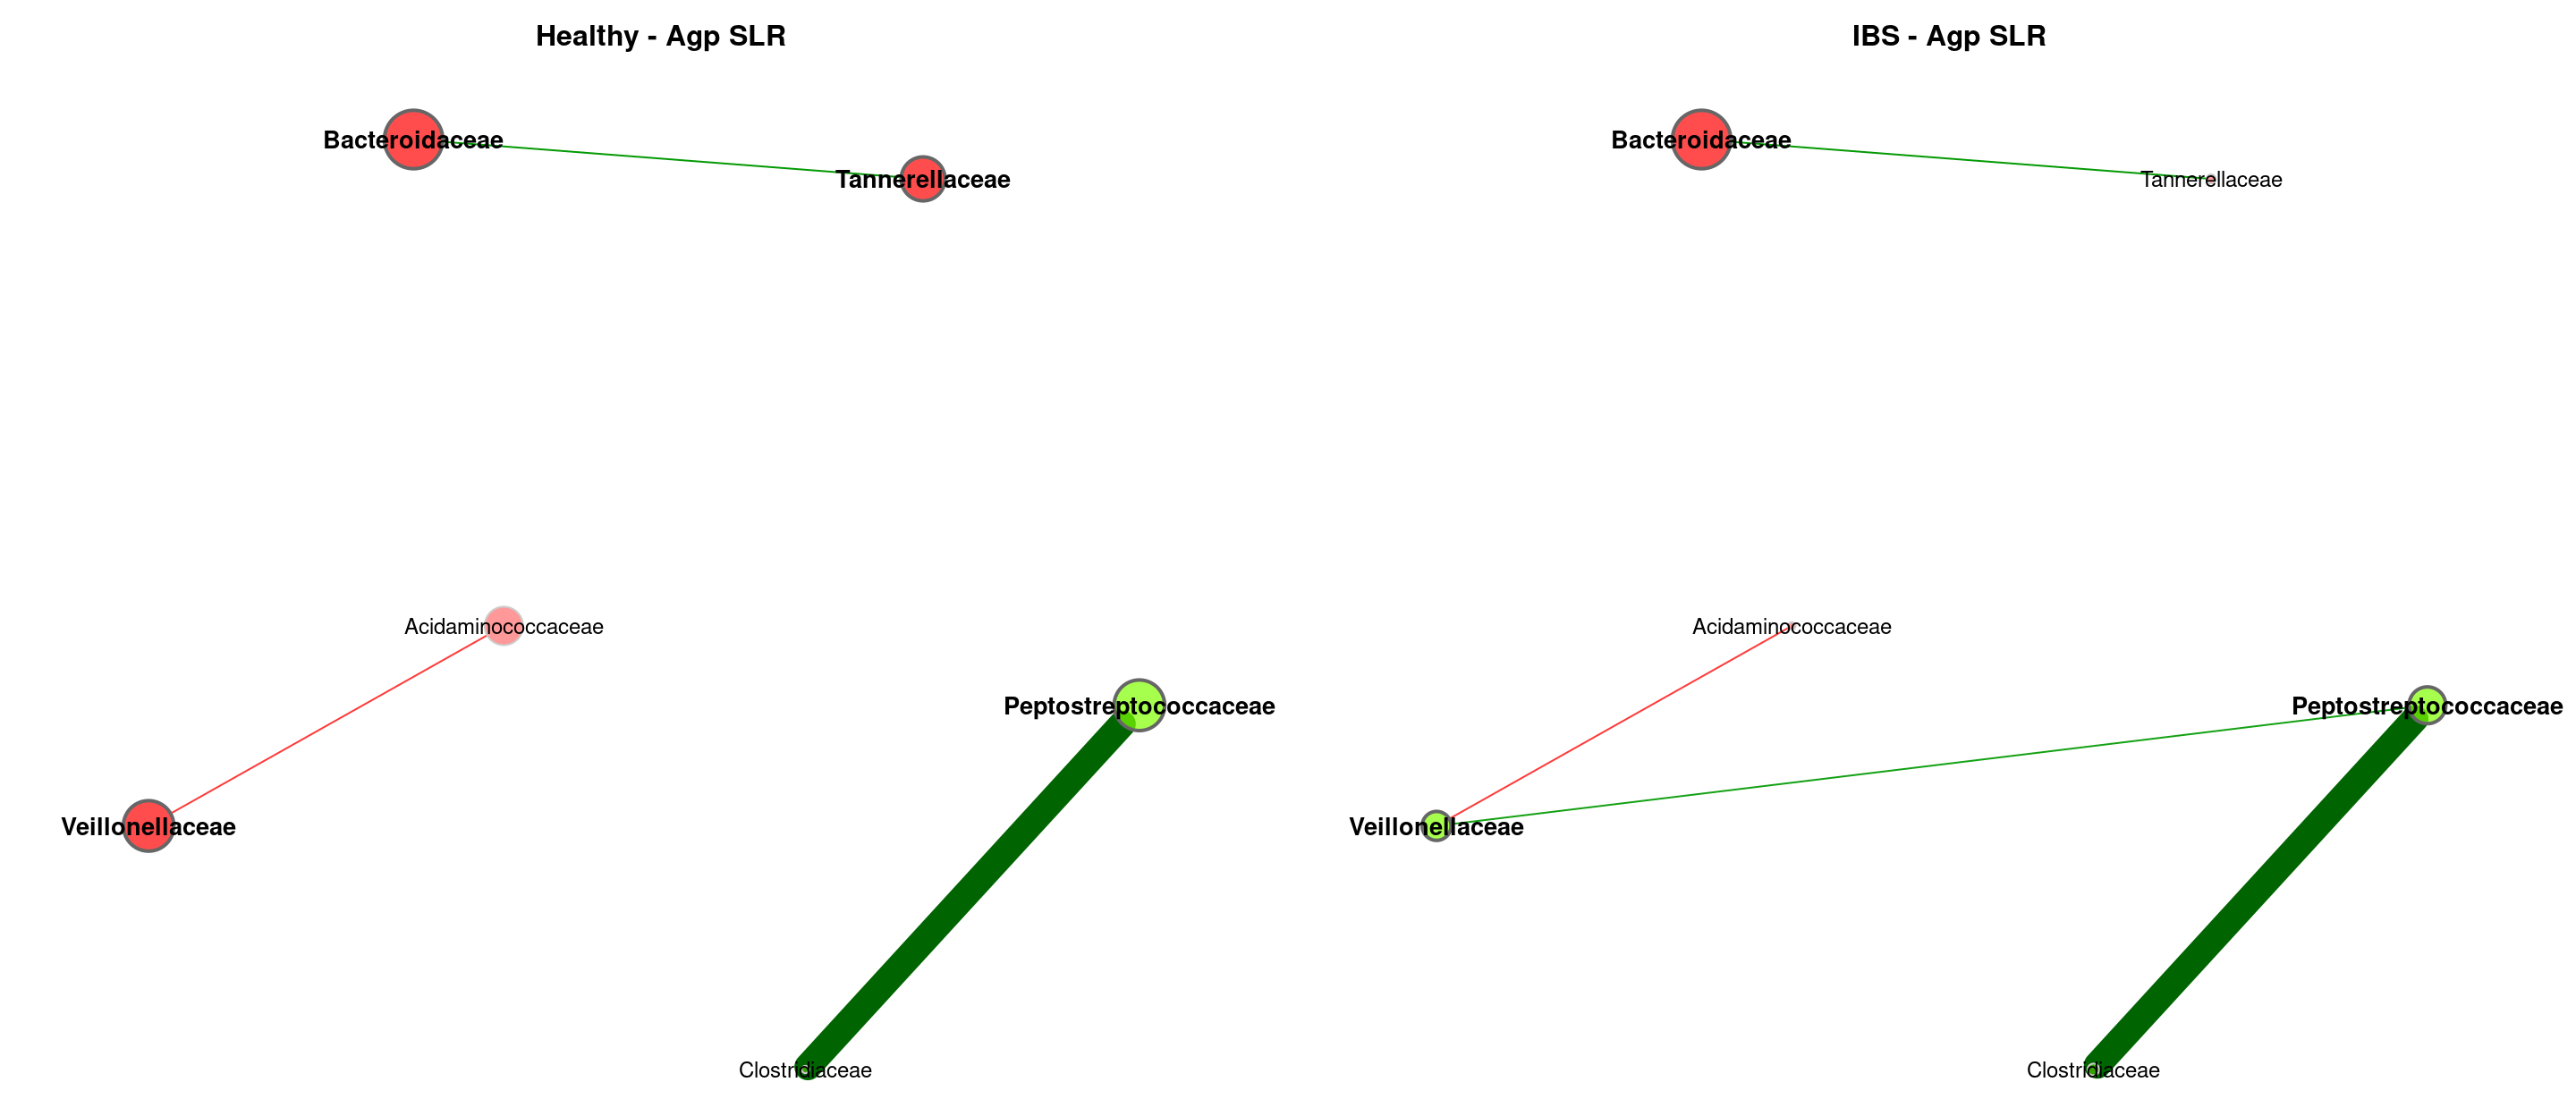 Healthy - Agp SLR
Bacteroidaceae
Tannerellaceae
Acidaminococcaceae
Peptostreptococcaceae
Veillonellaceae
Clostridiaceae
IBS - Agp SLR
Bacteroidaceae
Tannerellaceae
Acidaminococcaceae
Peptostreptococcaceae
Veillonellaceae
Clostridiaceae